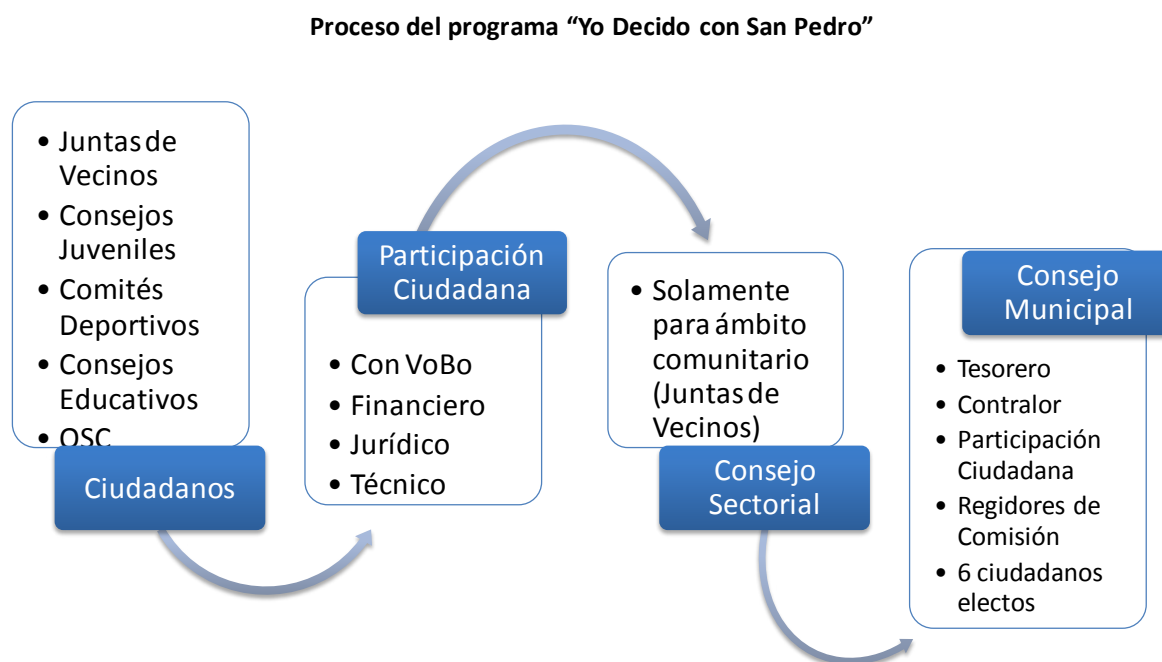 Proceso del programa “Yo Decido con San Pedro”
• Juntas de
Vecinos
• Consejos
Juveniles
• Comités
Deportivos
• Consejos
Educativos
• OSC
Ciudadanos
Participación
Ciudadana
• Con VoBo
• Financiero
• Jurídico
• Técnico
• Solamente
para ámbito
comunitario
(Juntas de
Vecinos)
Consejo
Sectorial
Consejo
Municipal
• Tesorero
• Contralor
• Participación
Ciudadana
• Regidores de
Comisión
• 6 ciudadanos
electos